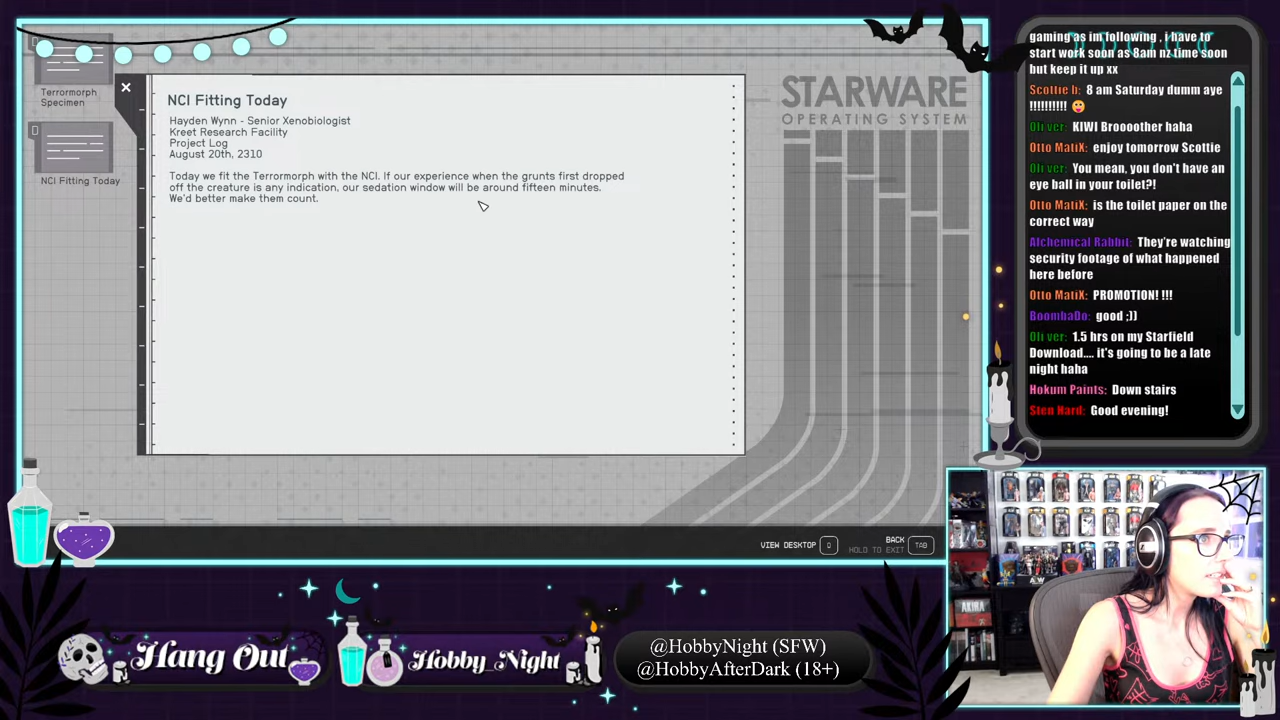 Terrormorph
Specimen
NCI Fitting Today
NCI Fitting Today
Hayden Wynn - Senior Xenobiologist
Kreet Research Facility
Project Log
August 20th, 2310
Today we fit the Terrormorph with the NCI. If our experience when the grunts first dropped
off the creature is any indication, our sedation window will be around fifteen minutes.
We'd better make them count.
STARWARE
OPERATING SYSTEM
VIEW DESKTOP Q
BACK
HOLD TO EXIT TAB
gaming as im following , i have to
start work soon as 8am nz time soon
but keep it up xx
Scottie b: 8 am Saturday dumm aye
!!!!!!!!!!
Oli ver: KIWI Broooother haha
Otto MatiX: enjoy tomorrow Scottie
Oli ver: You mean, you don't have an
eye ball in your toilet?!
Otto MatiX: is the toilet paper on the
correct way
Alchemical Rabbit: They're watching
security footage of what happened
here before
Otto MatiX: PROMOTION! !!!
BoombaDo: good ;))
Oli ver: 1.5 hrs on my Starfield
Download.... it's going to be a late
night haha
Hokum Paints: Down stairs
Sten Hard: Good evening!
AKIRA
Hang Out
Hobby_Night
@HobbyNight (SFW)
@HobbyAfterDark (18+)